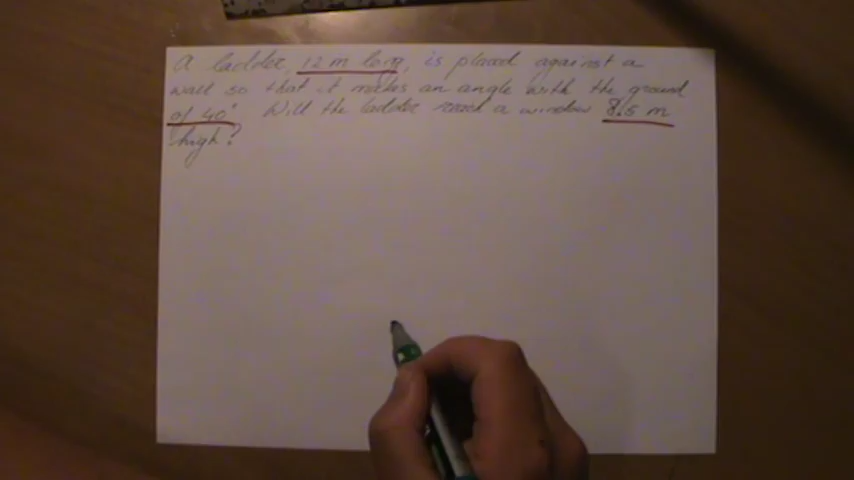 A ladder, 12 m long, is placed against a
wall so that it makes an angle with the ground
of 40° Will the ladder reach a window 8.5 m
high?